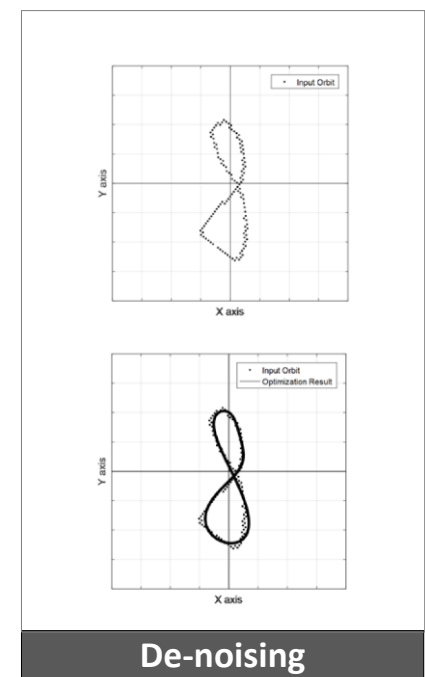 Input Orbit
Y axis
X axis
Input Orbit
Optimization Result
Y axis
X axis
De-noising